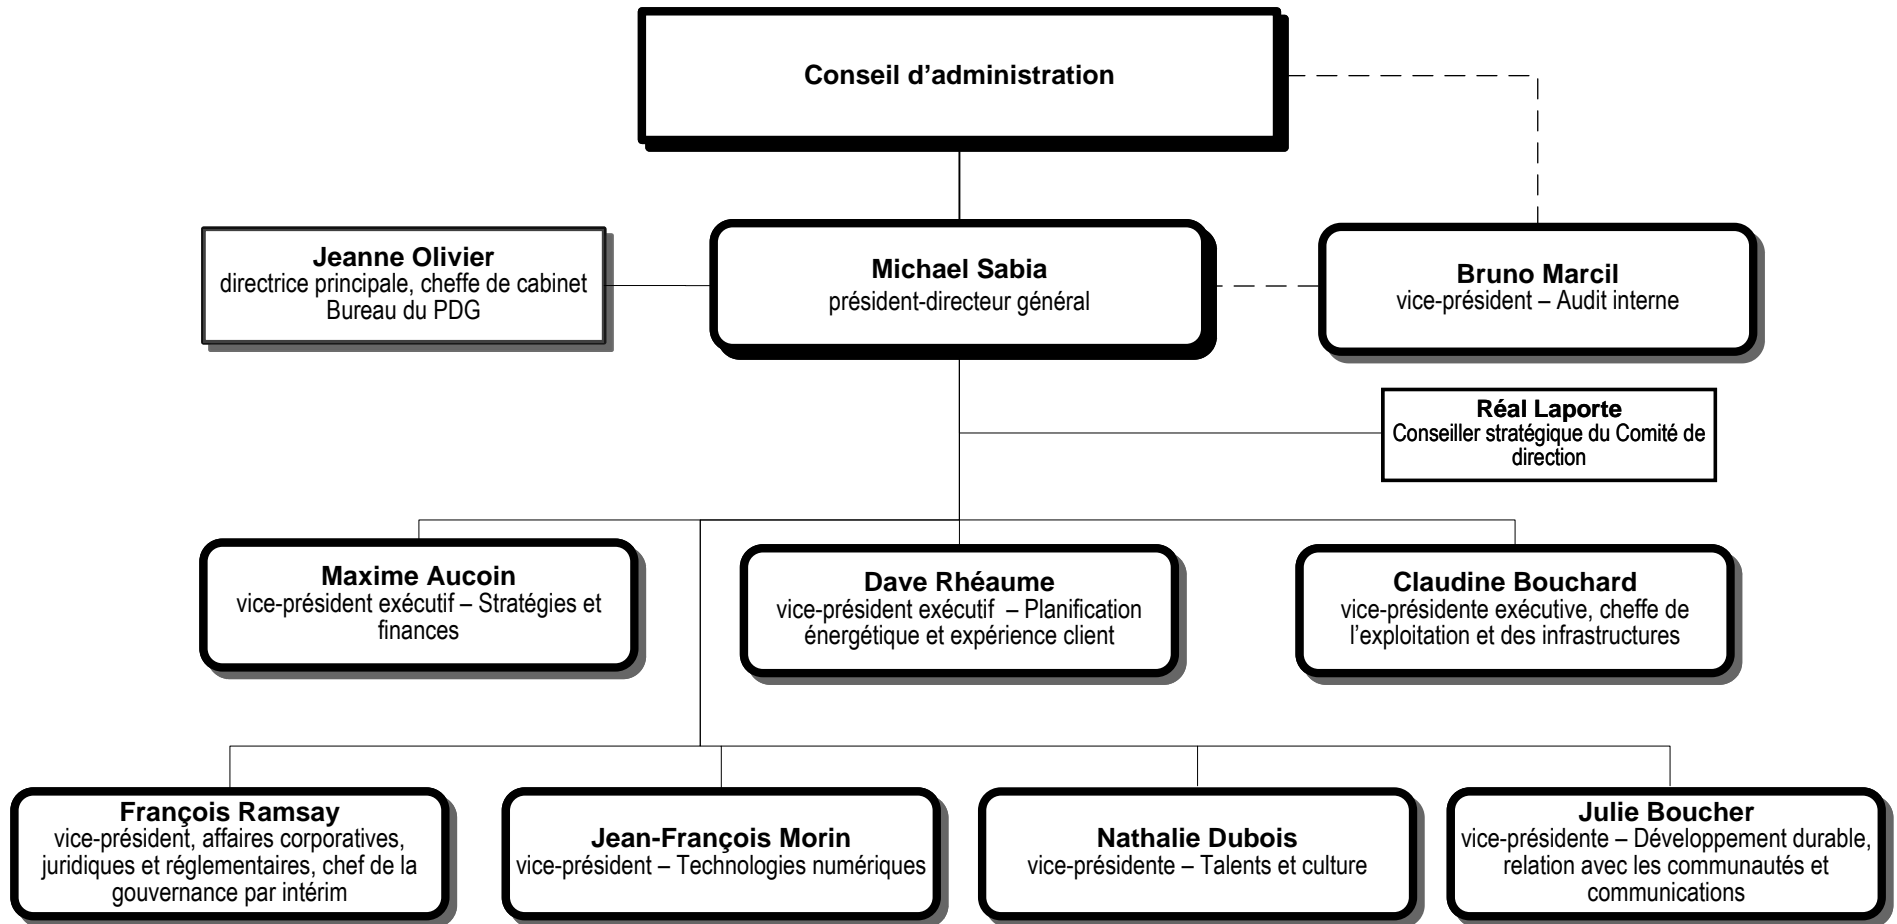 Conseil d’administration
Jeanne Olivier
directrice principale, cheffe de cabinet
Bureau du PDG
Michael Sabia
président-directeur général
Bruno Marcil
vice-président – Audit interne
Réal Laporte
Conseiller stratégique du Comité de
direction
Maxime Aucoin
vice-président exécutif – Stratégies et
finances
Dave Rhéaume
vice-président exécutif – Planification
énergétique et expérience client
Claudine Bouchard
vice-présidente exécutive, cheffe de
l’exploitation et des infrastructures
François Ramsay
vice-président, affaires corporatives,
juridiques et réglementaires, chef de la
gouvernance par intérim
Jean-François Morin
vice-président – Technologies numériques
Nathalie Dubois
vice-présidente – Talents et culture
Julie Boucher
vice-présidente – Développement durable,
relation avec les communautés et
communications